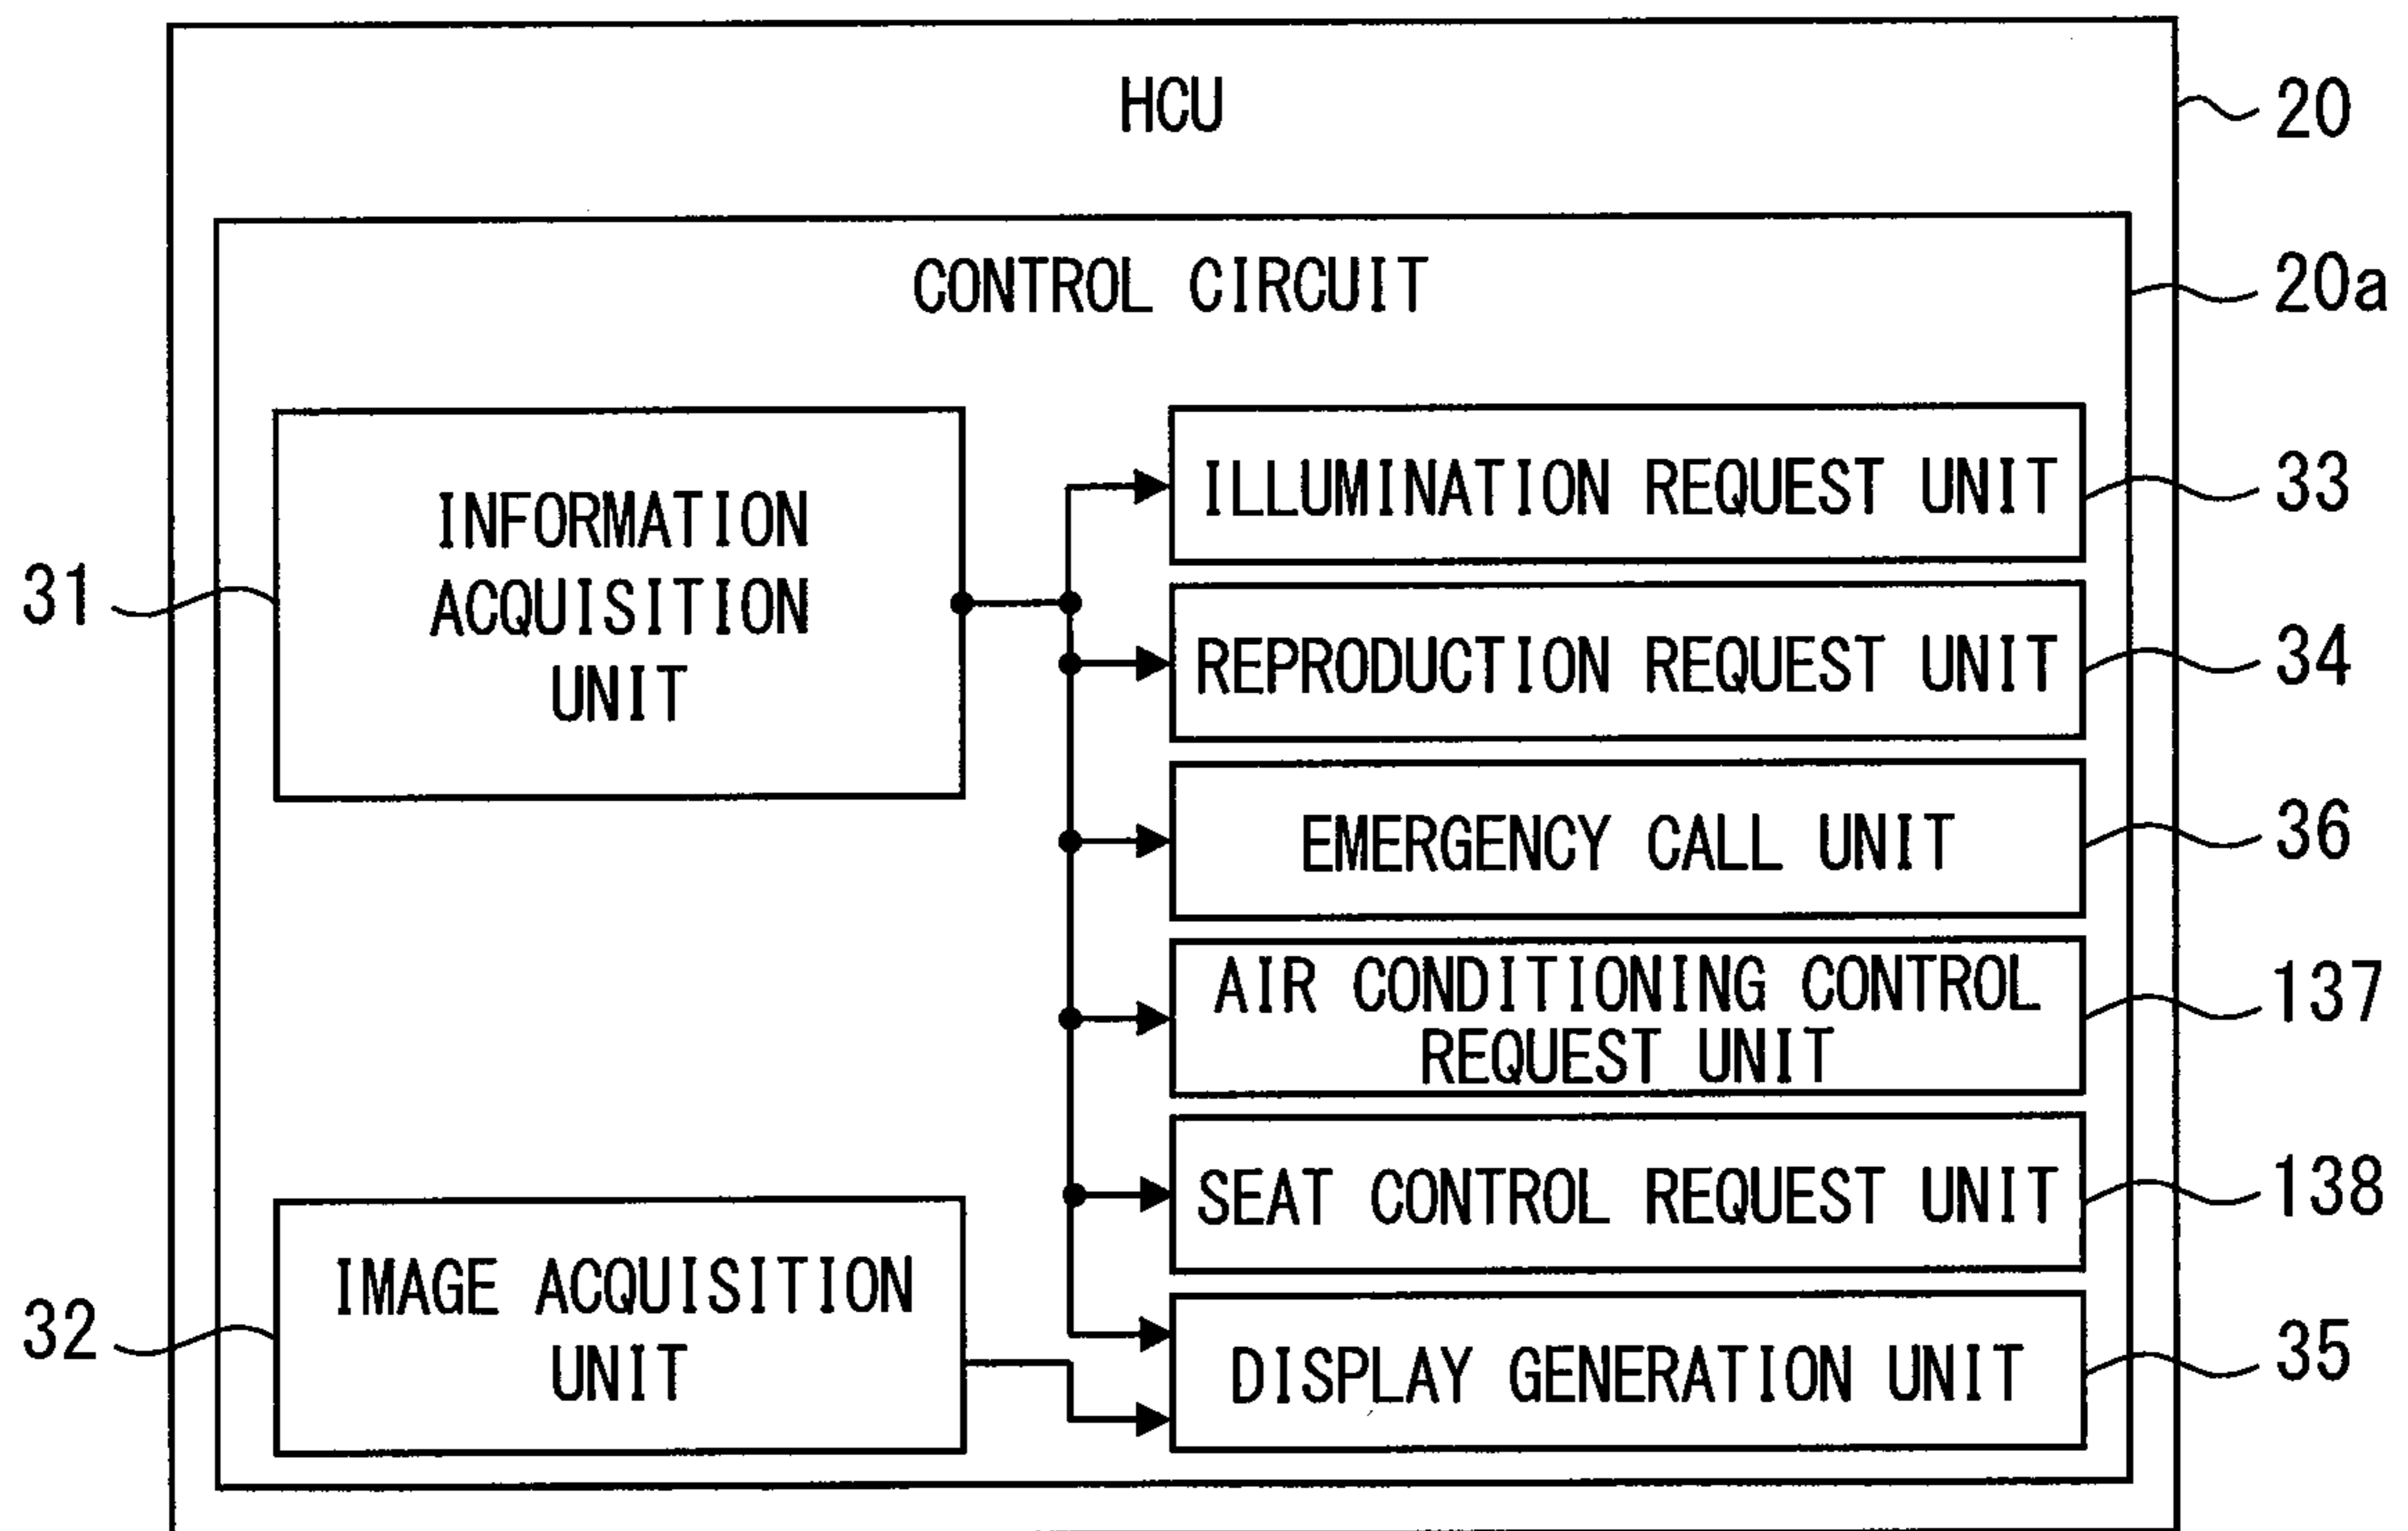 HCU
20
CONTROL CIRCUIT
20a
INFORMATION
ACQUISITION
UNIT
31
ILLUMINATION REQUEST UNIT
33
REPRODUCTION REQUEST UNIT
34
EMERGENCY CALL UNIT
36
AIR CONDITIONING CONTROL
REQUEST UNIT
137
SEAT CONTROL REQUEST UNIT
138
IMAGE ACQUISITION
UNIT
32
DISPLAY GENERATION UNIT
35